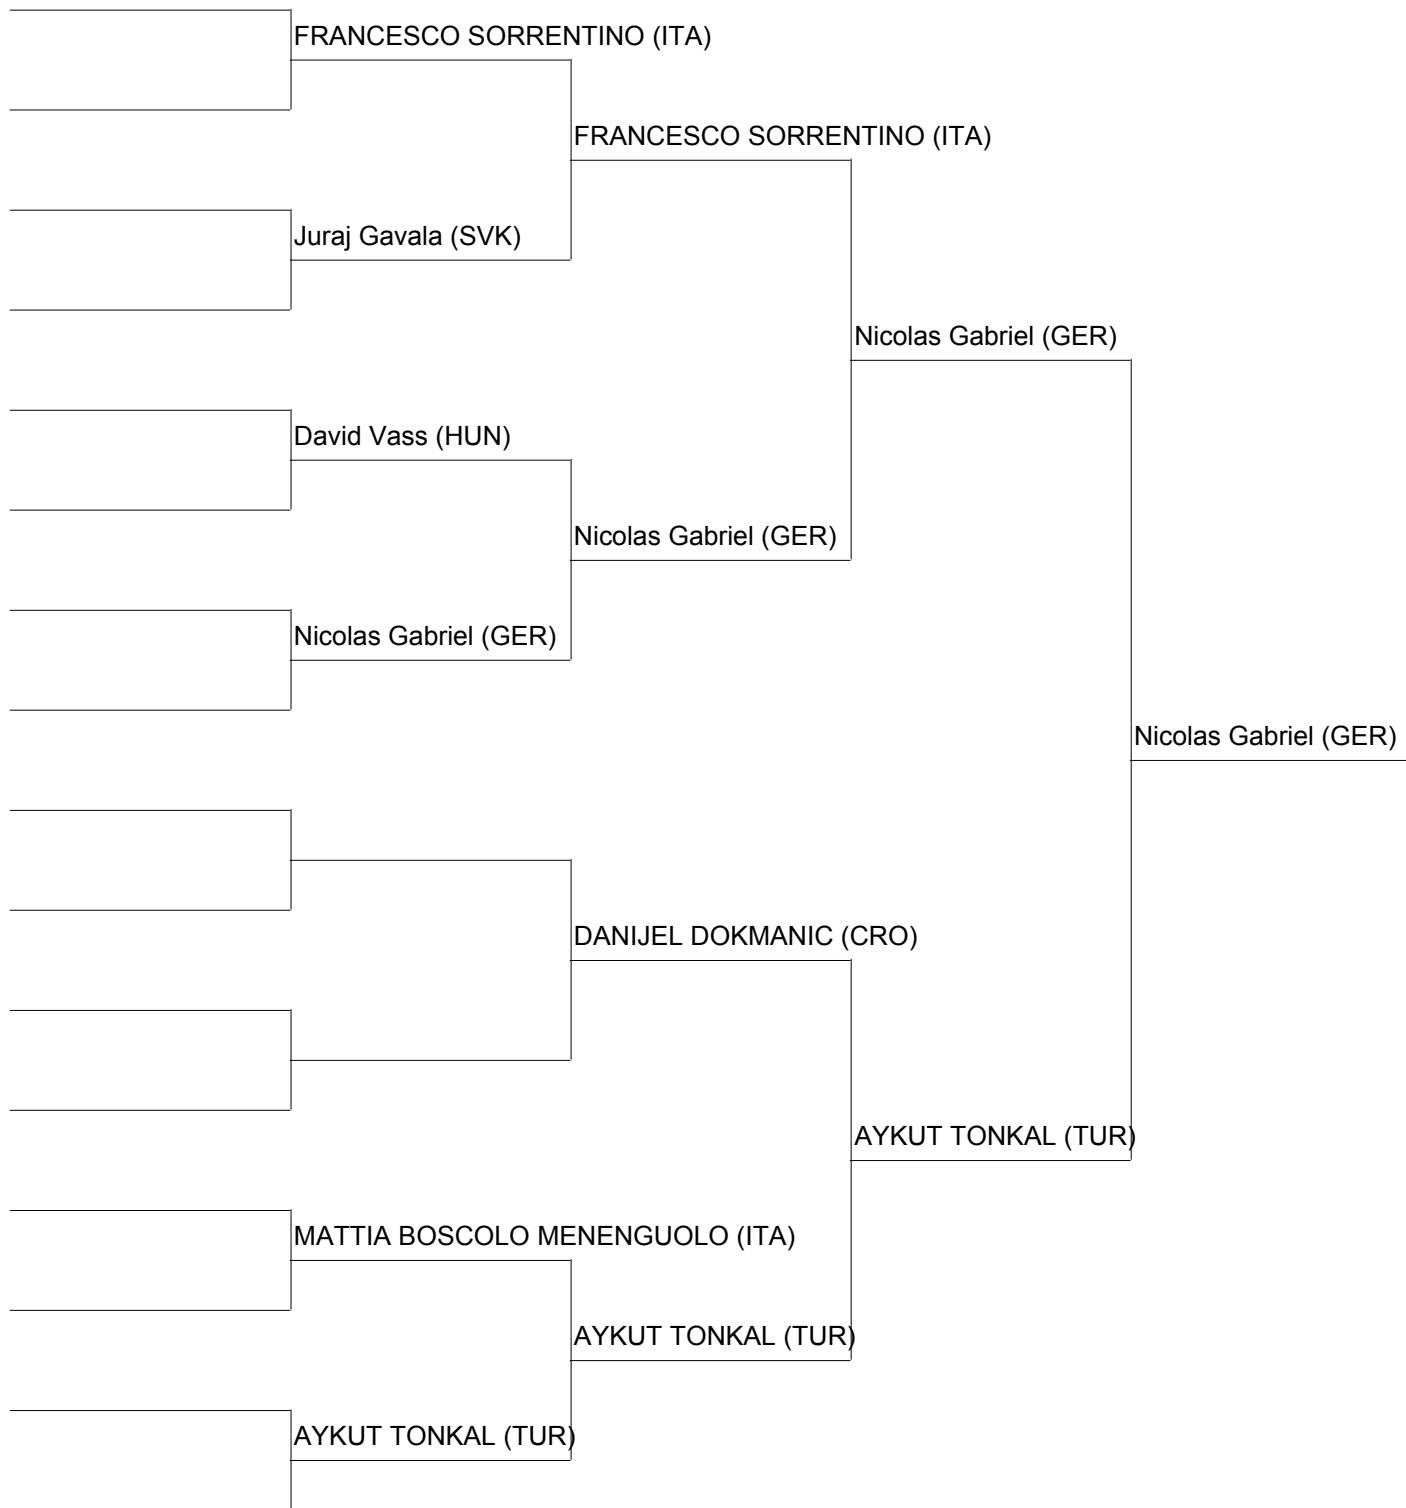 FRANCESCO SORRENTINO (ITA)
FRANCESCO SORRENTINO (ITA)
Juraj Gavala (SVK)
Nicolas Gabriel (GER)
David Vass (HUN)
Nicolas Gabriel (GER)
Nicolas Gabriel (GER)
Nicolas Gabriel (GER)
DANIJEL DOKMANIC (CRO)
AYKUT TONKAL (TUR)
MATTIA BOSCOLO MENENGUOLO (ITA)
AYKUT TONKAL (TUR)
AYKUT TONKAL (TUR)